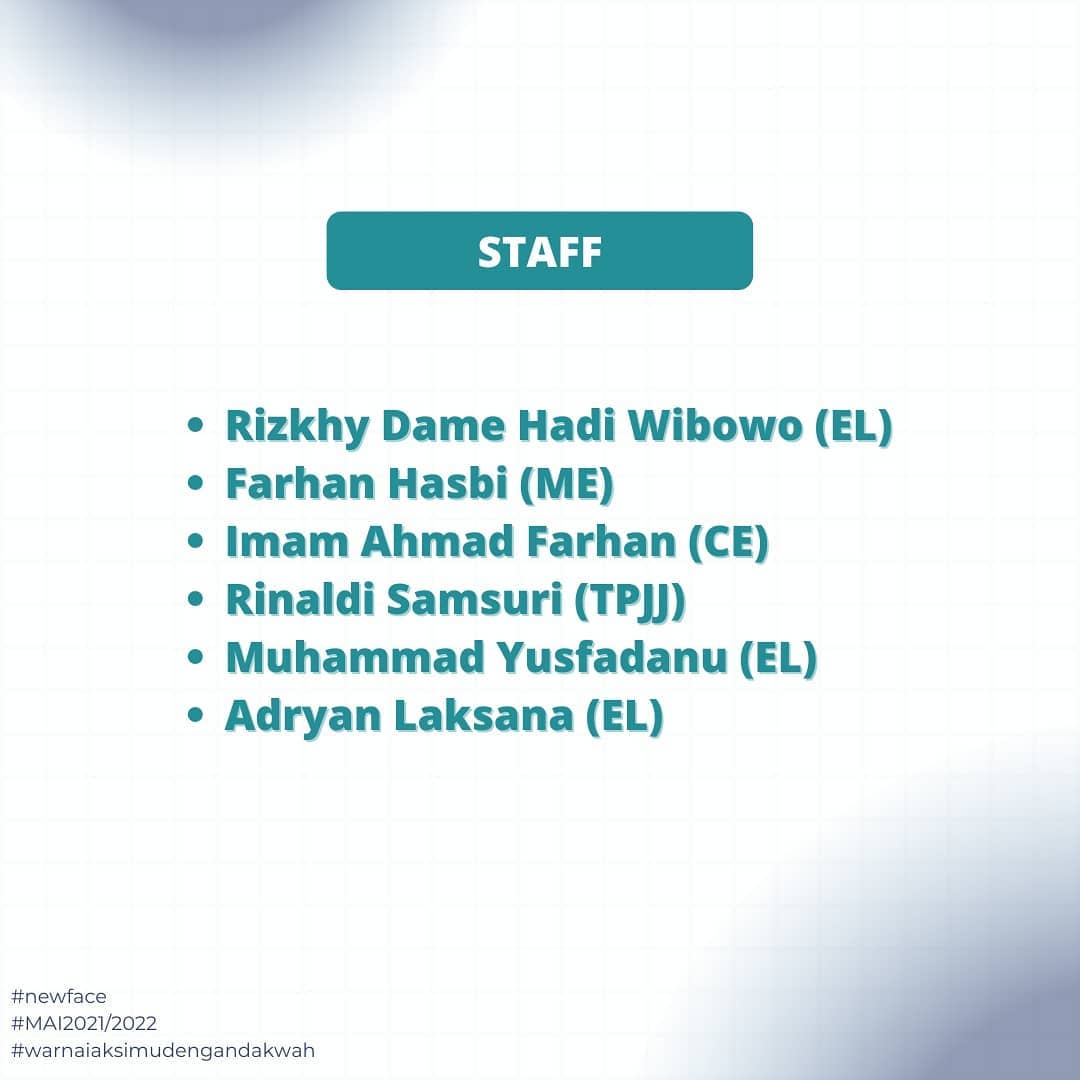 STAFF
• Rizkhy Dame Hadi Wibowo (EL)
• Farhan Hasbi (ME)
• Imam Ahmad Farhan (CE)
• Rinaldi Samsuri (TPJJ)
• Muhammad Yusfadanu (EL)
• Adryan Laksana (EL)
#newface
#MAI2021/2022
#warnaiaksimudengandakwah